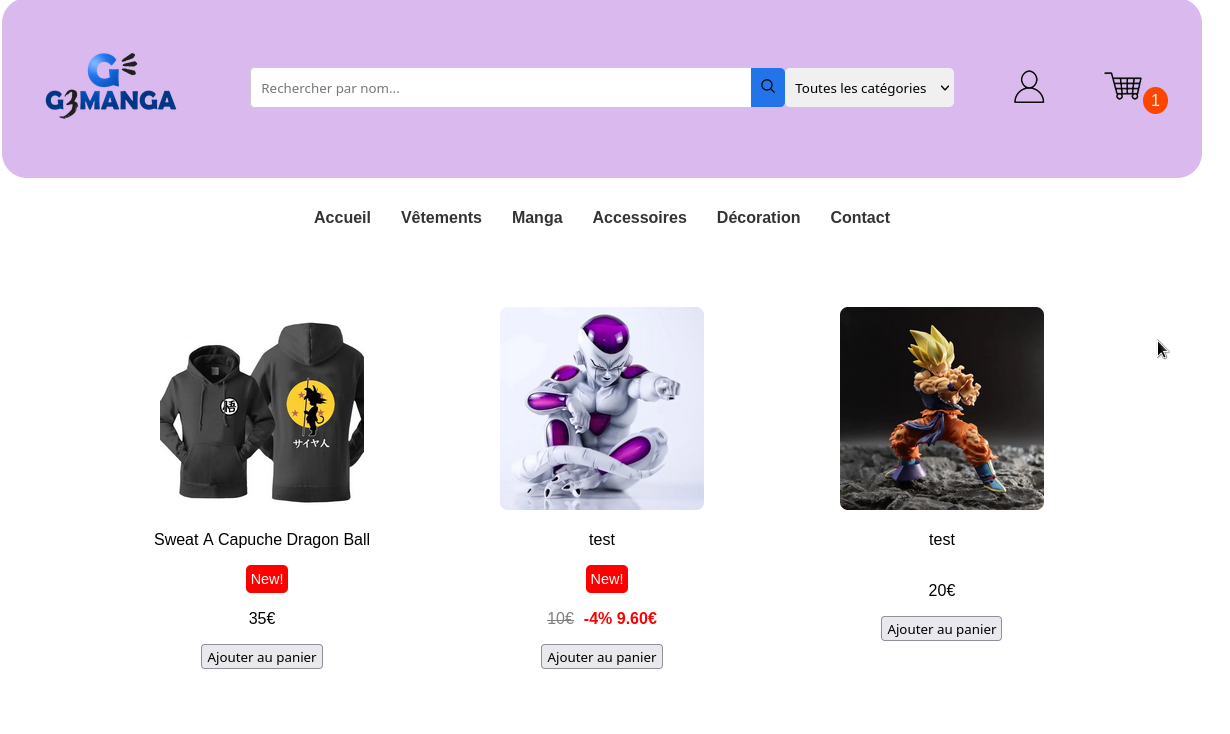 G
G3MANGA
Rechercher par nom...
Toutes les catégories
1
Accueil Vêtements Manga Accessoires Décoration Contact
悟
サイヤ人
Sweat A Capuche Dragon Ball
New!
35€
Ajouter au panier
test
New!
10€ -4% 9.60€
Ajouter au panier
test
20€
Ajouter au panier